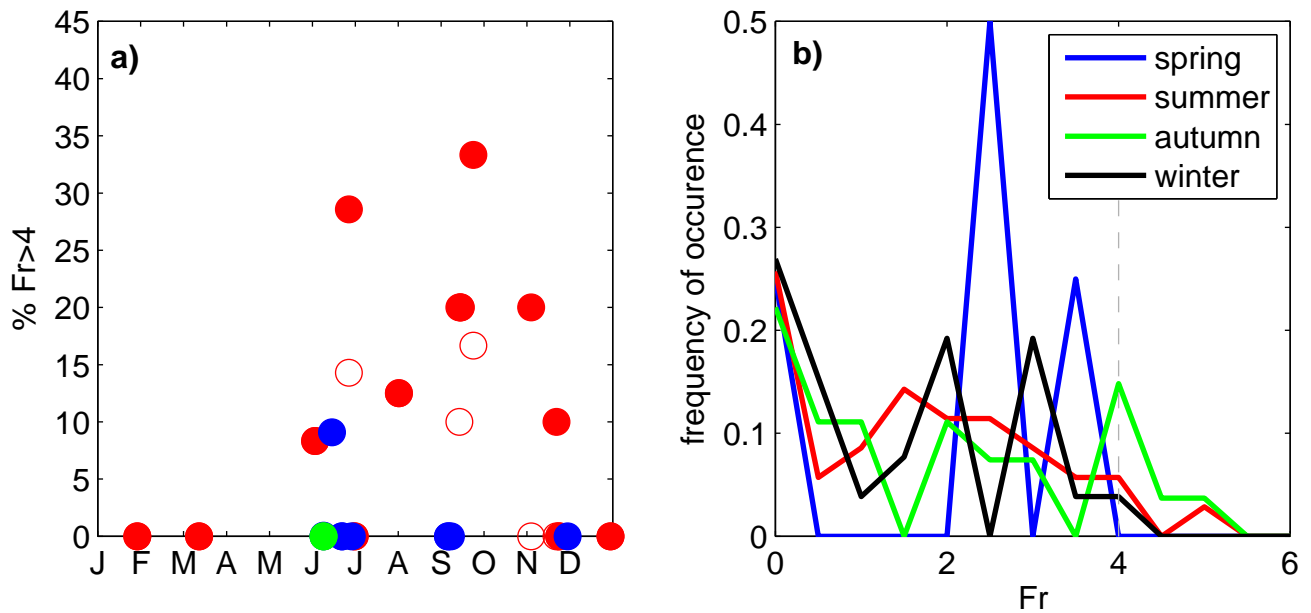 a)
% Fr>4
45
40
35
30
25
20
15
10
5
0
J F M A M J J A S O N D
b)
frequency of occurence
0.5
0.4
0.3
0.2
0.1
0
spring
summer
autumn
winter
0 2 4 6
Fr